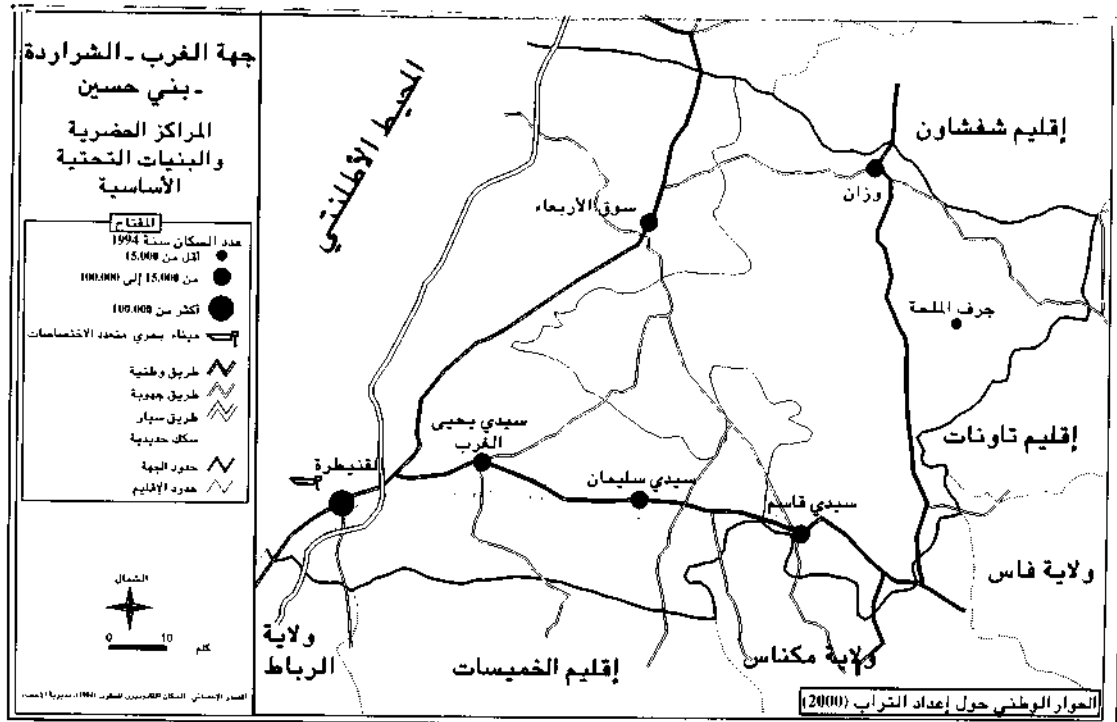 جهة الغرب ـ الشراردة
ـ بني حسين
المراكز الحضرية
والبنيات التحتية
الأساسية
المفتاح
عدد السكان سنة 1994
أقل من 15.000
من 15.000 إلى 100.000
أكثر من 100.000
ميناء بحري متعدد الاختصاصات
طريق وطنية
طريق جهوية
طريق سيار
سكك حديدية
حدود الجهة
حدود الإقليم
الشمال
0 10
كلم
المحيط الأطلنتي
إقليم شفشاون
وزان
سوق الأربعاء
جرف الملحة
إقليم تاونات
سيدي يحيى
الغرب
القنيطرة
سيدي سليمان
سيدي قاسم
ولاية فاس
ولاية
الرباط
إقليم الخميسات
ولاية مكناس
الحوار الوطني حول إعداد التراب (2000)